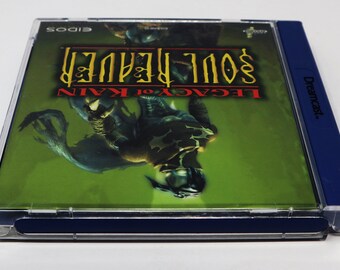 LEGACY OF KAIN
SOUL REAVER
EIDOS
Dreamcast